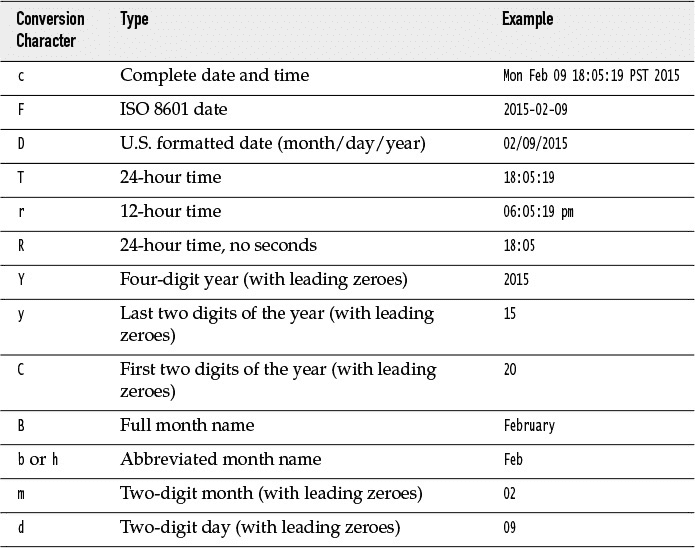 Conversion Character Type Example
c Complete date and time Mon Feb 09 18:05:19 PST 2015
F ISO 8601 date 2015-02-09
D U.S. formatted date (month/day/year) 02/09/2015
T 24-hour time 18:05:19
r 12-hour time 06:05:19 pm
R 24-hour time, no seconds 18:05
Y Four-digit year (with leading zeroes) 2015
y Last two digits of the year (with leading 15
zeroes)
C First two digits of the year (with leading 20
zeroes)
B Full month name February
b or h Abbreviated month name Feb
m Two-digit month (with leading zeroes) 02
d Two-digit day (with leading zeroes) 09